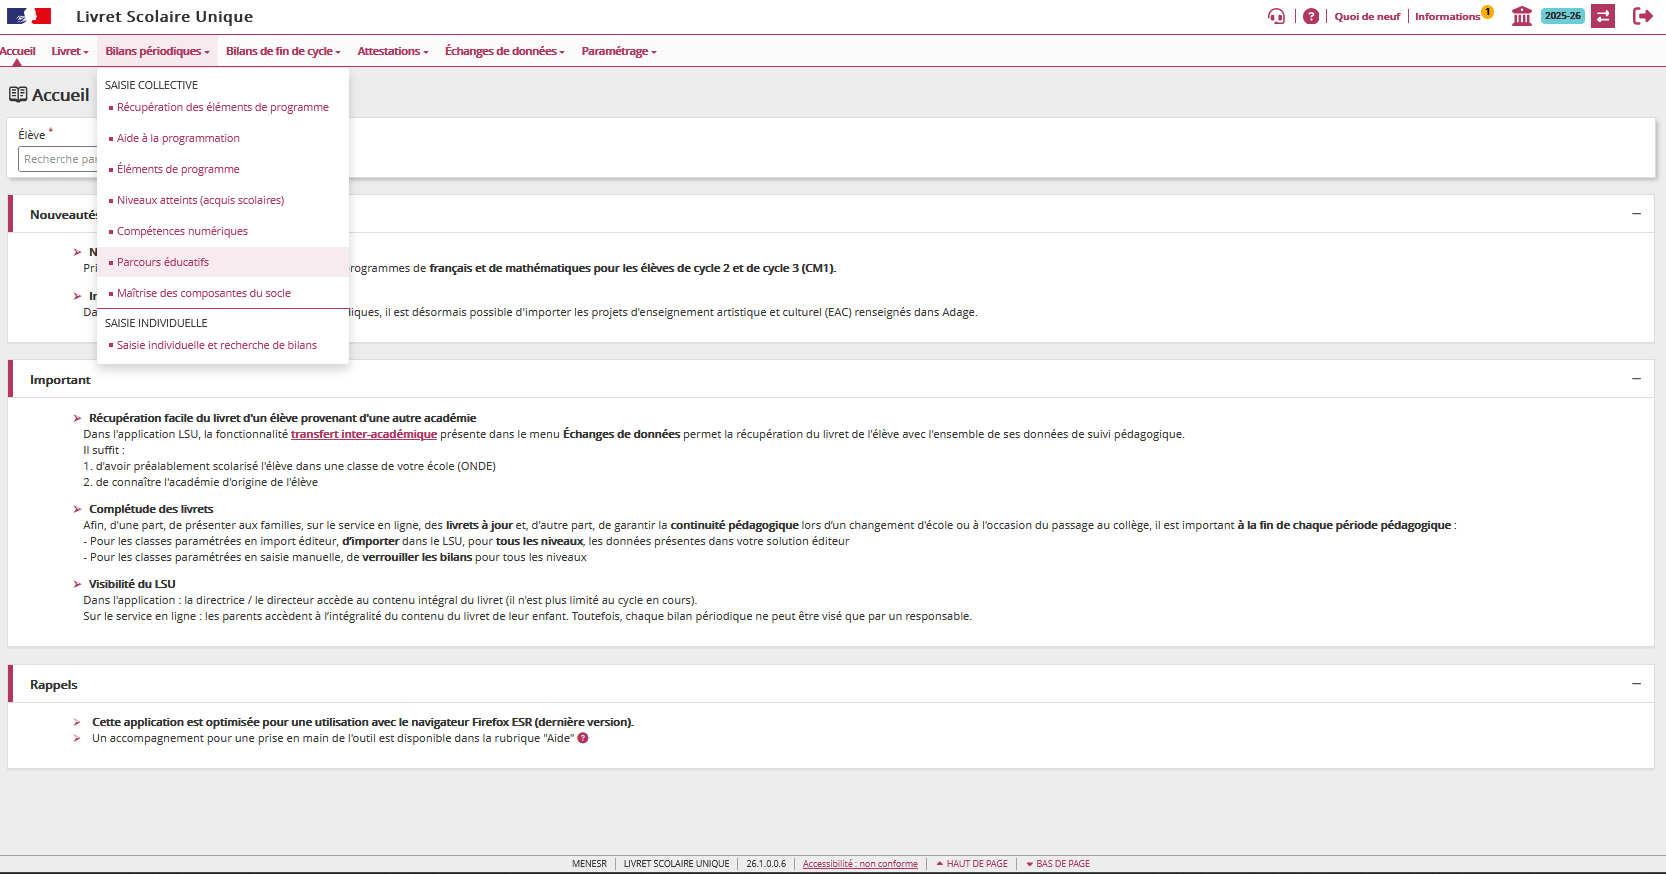 Livret Scolaire Unique
Quoi de neuf
Informations 1
2025-26
Accueil
Livret
Bilans périodiques
Bilans de fin de cycle
Attestations
Échanges de données
Paramétrage
SAISIE COLLECTIVE
Récupération des éléments de programme
Aide à la programmation
Éléments de programme
Niveaux atteints (acquis scolaires)
Compétences numériques
Parcours éducatifs
Maîtrise des composantes du socle
SAISIE INDIVIDUELLE
Saisie individuelle et recherche de bilans
Accueil
Élève *
Recherche par
Nouveautés
N
Pri rogrammes de français et de mathématiques pour les élèves de cycle 2 et de cycle 3 (CM1).
In
Da diques, il est désormais possible d'importer les projets d'enseignement artistique et culturel (EAC) renseignés dans Adage.
Important
Récupération facile du livret d'un élève provenant d'une autre académie
Dans l'application LSU, la fonctionnalité transfert inter-académique présente dans le menu Échanges de données permet la récupération du livret de l'élève avec l'ensemble de ses données de suivi pédagogique.
Il suffit :
1. d'avoir préalablement scolarisé l'élève dans une classe de votre école (ONDE)
2. de connaître l'académie d'origine de l'élève
Complétude des livrets
Afin, d'une part, de présenter aux familles, sur le service en ligne, des livrets à jour et, d'autre part, de garantir la continuité pédagogique lors d’un changement d'école ou à l'occasion du passage au collège, il est important à la fin de chaque période pédagogique :
- Pour les classes paramétrées en import éditeur, d’importer dans le LSU, pour tous les niveaux, les données présentes dans votre solution éditeur
- Pour les classes paramétrées en saisie manuelle, de verrouiller les bilans pour tous les niveaux
Visibilité du LSU
Dans l'application : la directrice / le directeur accède au contenu intégral du livret (il n'est plus limité au cycle en cours).
Sur le service en ligne : les parents accèdent à l’intégralité du contenu du livret de leur enfant. Toutefois, chaque bilan périodique ne peut être visé que par un responsable.
Rappels
Cette application est optimisée pour une utilisation avec le navigateur Firefox ESR (dernière version).
Un accompagnement pour une prise en main de l'outil est disponible dans la rubrique "Aide" ?
MENESR
LIVRET SCOLAIRE UNIQUE
26.1.0.0.6
Accessibilité : non conforme
HAUT DE PAGE
BAS DE PAGE